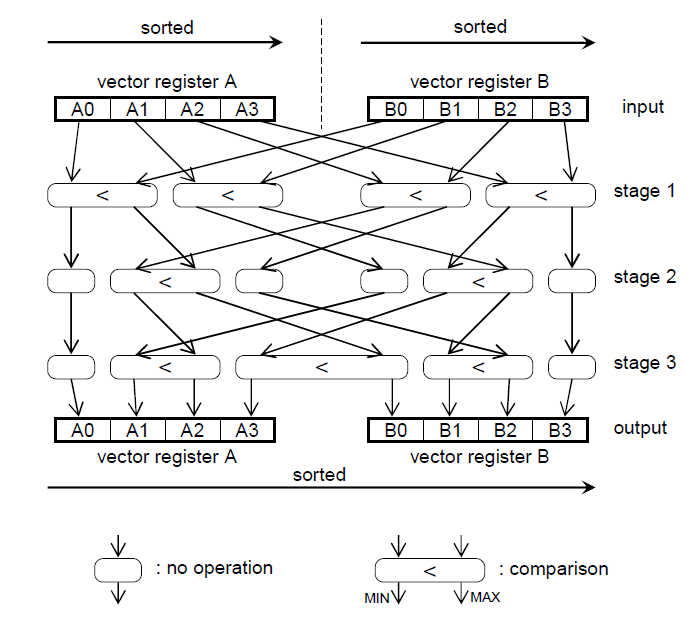 sorted sorted
vector register A vector register B
A0 A1 A2 A3 B0 B1 B2 B3 input
< < < < stage 1
< < stage 2
< < < stage 3
A0 A1 A2 A3 B0 B1 B2 B3 output
vector register A vector register B
sorted
: no operation < : comparison
MIN MAX